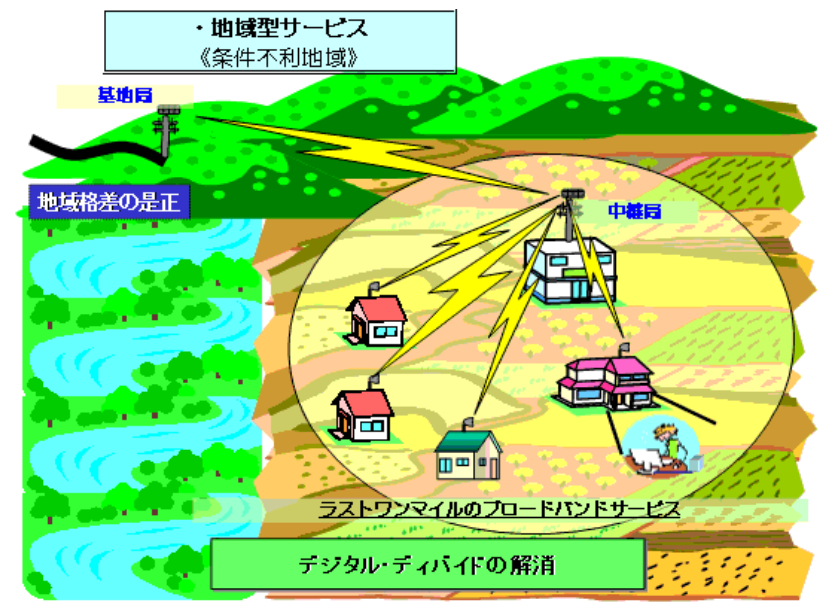 ・地域型サービス
《条件不利地域》
基地局
地域格差の是正
中継局
ラストワンマイルのブロードバンドサービス
デジタル・ディバイドの解消